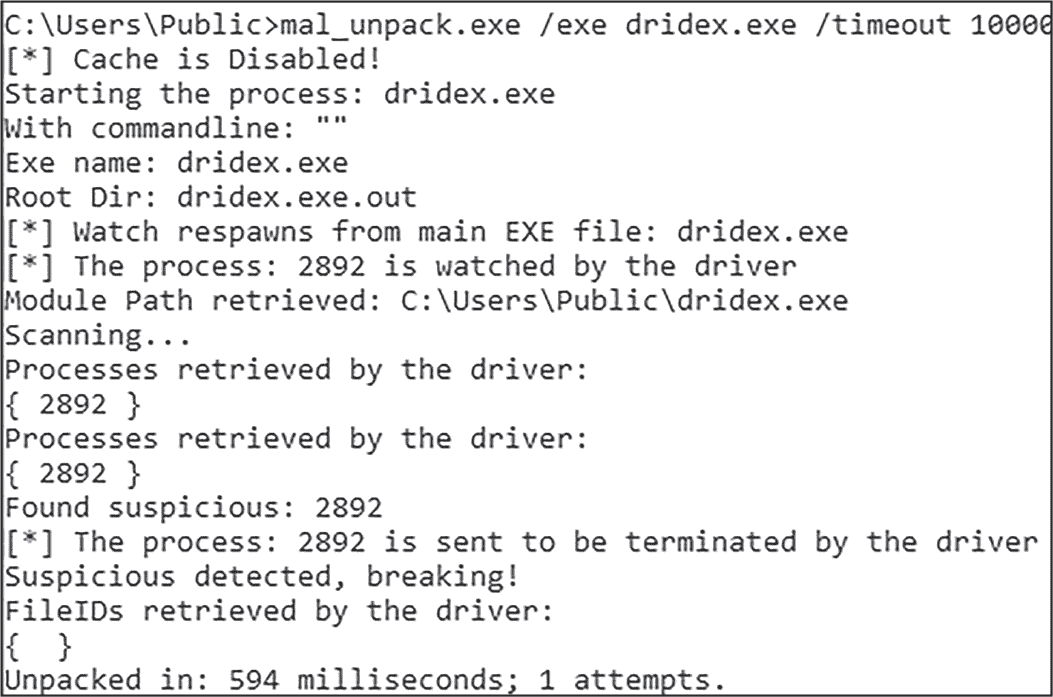 C:\Users\Public>mal_unpack.exe /exe dridex.exe /timeout 10000
[*] Cache is Disabled!
Starting the process: dridex.exe
With commandline: ""
Exe name: dridex.exe
Root Dir: dridex.exe.out
[*] Watch respawns from main EXE file: dridex.exe
[*] The process: 2892 is watched by the driver
Module Path retrieved: C:\Users\Public\dridex.exe
Scanning...
Processes retrieved by the driver:
{ 2892 }
Processes retrieved by the driver:
{ 2892 }
Found suspicious: 2892
[*] The process: 2892 is sent to be terminated by the driver
Suspicious detected, breaking!
FileIDs retrieved by the driver:
{  }
Unpacked in: 594 milliseconds; 1 attempts.